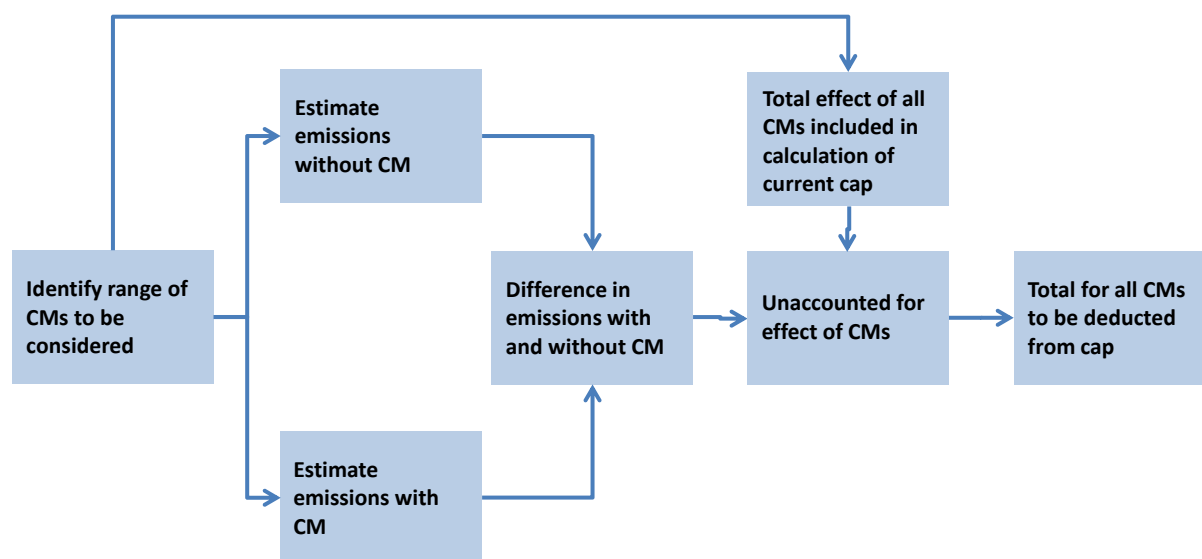 Identify range of
CMs to be
considered
Estimate
emissions
without CM
Estimate
emissions with
CM
Difference in
emissions with
and without CM
Total effect of all
CMs included in
calculation of
current cap
Unaccounted for
effect of CMs
Total for all CMs
to be deducted
from cap